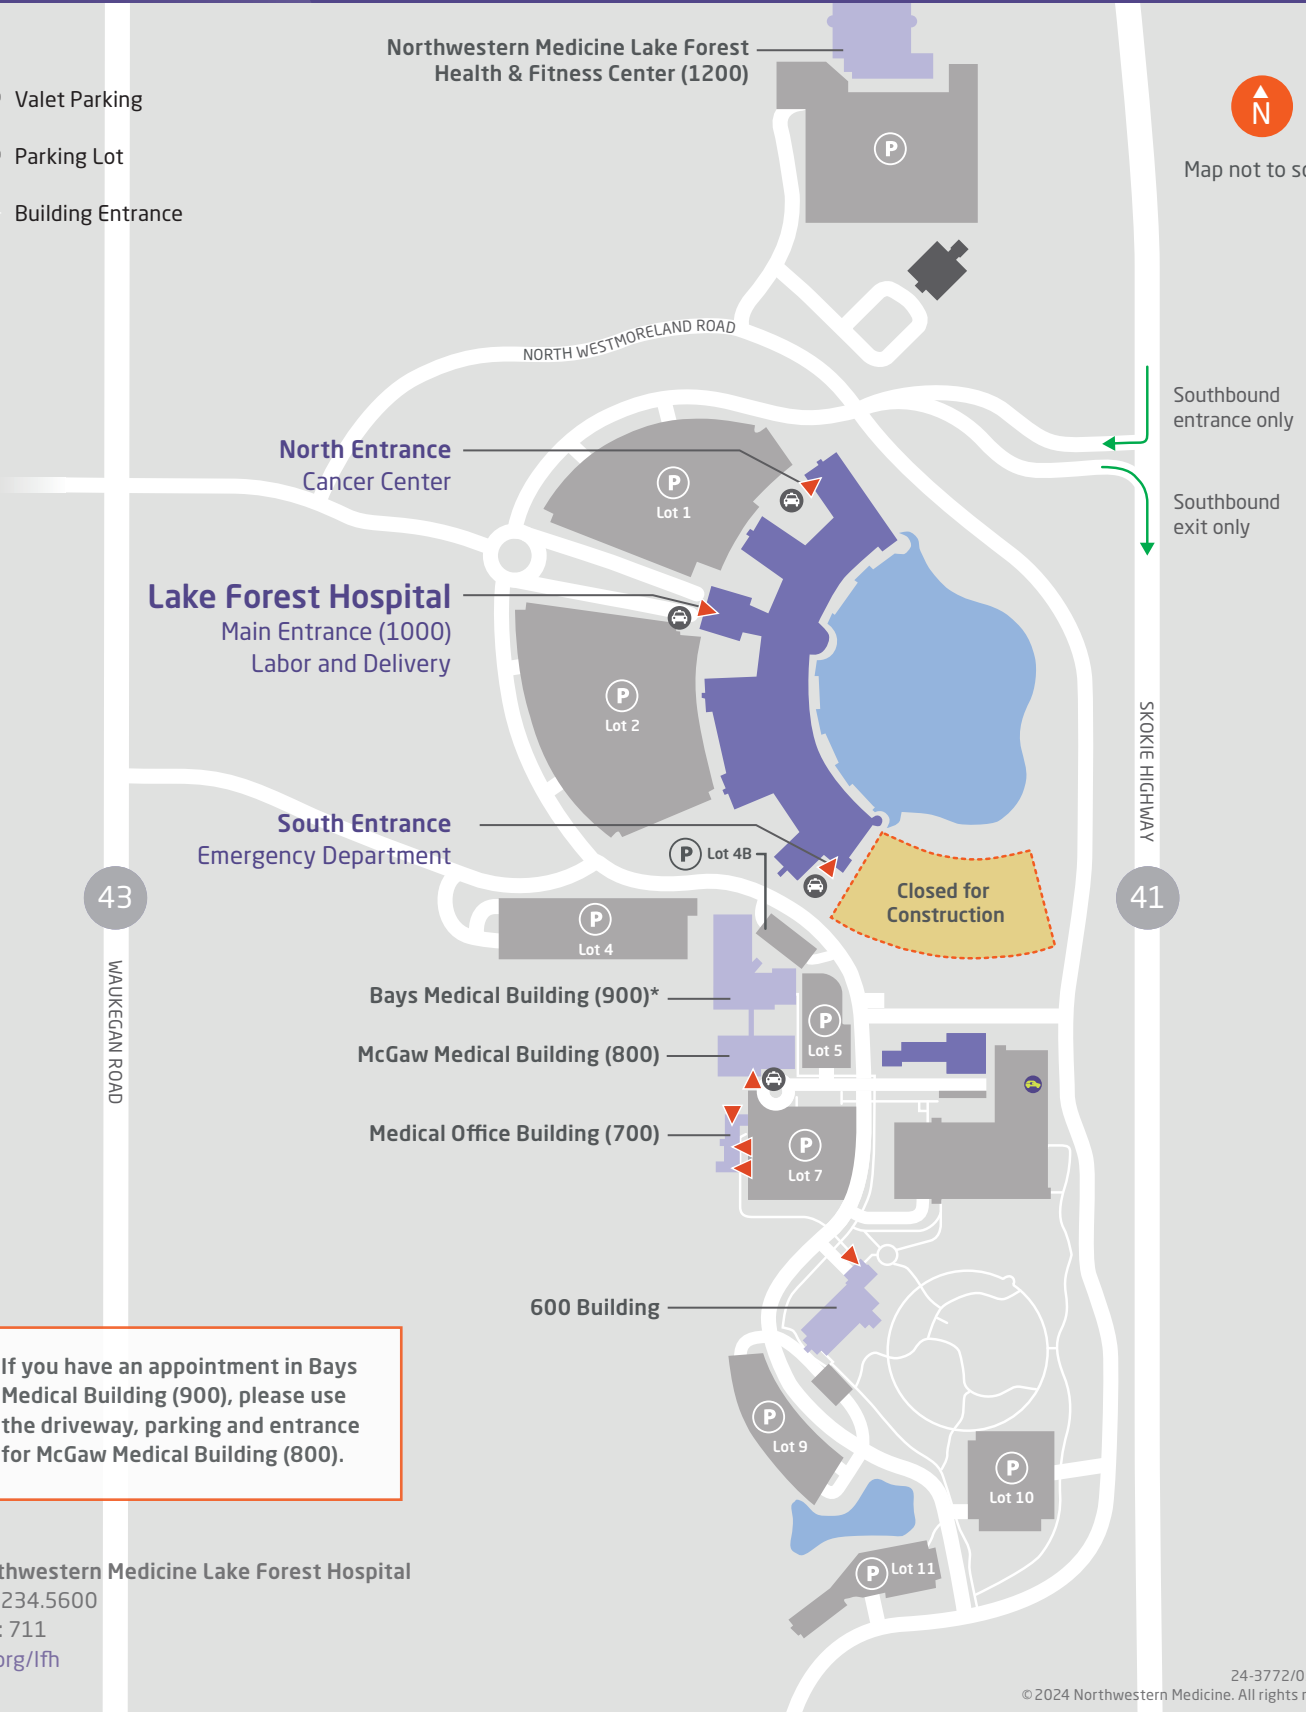 Northwestern Medicine Lake Forest
Health & Fitness Center (1200)
Valet Parking
Parking Lot
Building Entrance
N
Map not to
P
NORTH WESTMORELAND ROAD
Southbound
entrance only
Southbound
exit only
North Entrance
Cancer Center
P
Lot 1
Lake Forest Hospital
Main Entrance (1000)
Labor and Delivery
P
Lot 2
SKOKIE HIGHWAY
South Entrance
Emergency Department
P Lot 4B
Closed for
Construction
43
41
P
Lot 4
WAUKEGAN ROAD
Bays Medical Building (900)*
P
Lot 5
McGaw Medical Building (800)
Medical Office Building (700)
P
Lot 7
600 Building
If you have an appointment in Bays
Medical Building (900), please use
the driveway, parking and entrance
for McGaw Medical Building (800).
P
Lot 9
P
Lot 10
P Lot 11
thwestern Medicine Lake Forest Hospital
234.5600
: 711
org/lfh
24-3772/0
©2024 Northwestern Medicine. All rights